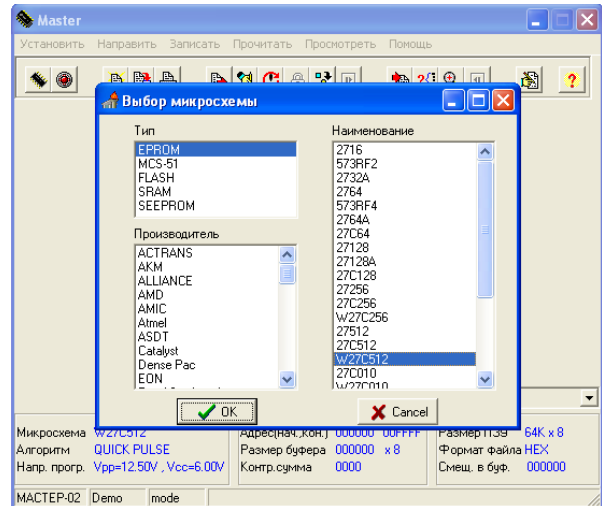 Master
Установить Направить Записать Прочитать Просмотреть Помощь
Выбор микросхемы
Тип
EPROM
MCS-51
FLASH
SRAM
SEEPROM
Производитель
ACTRANS
AKM
ALLIANCE
AMD
AMIC
Atmel
ASDT
Catalyst
Dense Pac
EON
Наименование
2716
573RF2
2732A
2764
573RF4
2764A
27C64
27128
27128A
27C128
27256
27C256
W27C256
27512
27C512
W27C512
27C010
W27C010
OK
Cancel
Микросхема W27C512 Адрес(нач.,кон.) 000000 00FFFF Размер ПЗУ 64K x 8
Алгоритм QUICK PULSE Размер буфера 000000 x 8 Формат файла HEX
Напр. прогр. Vpp=12.50V , Vcc=6.00V Контр.сумма 0000 Смещ. в буф. 000000
МАСТЕР-02 Demo mode